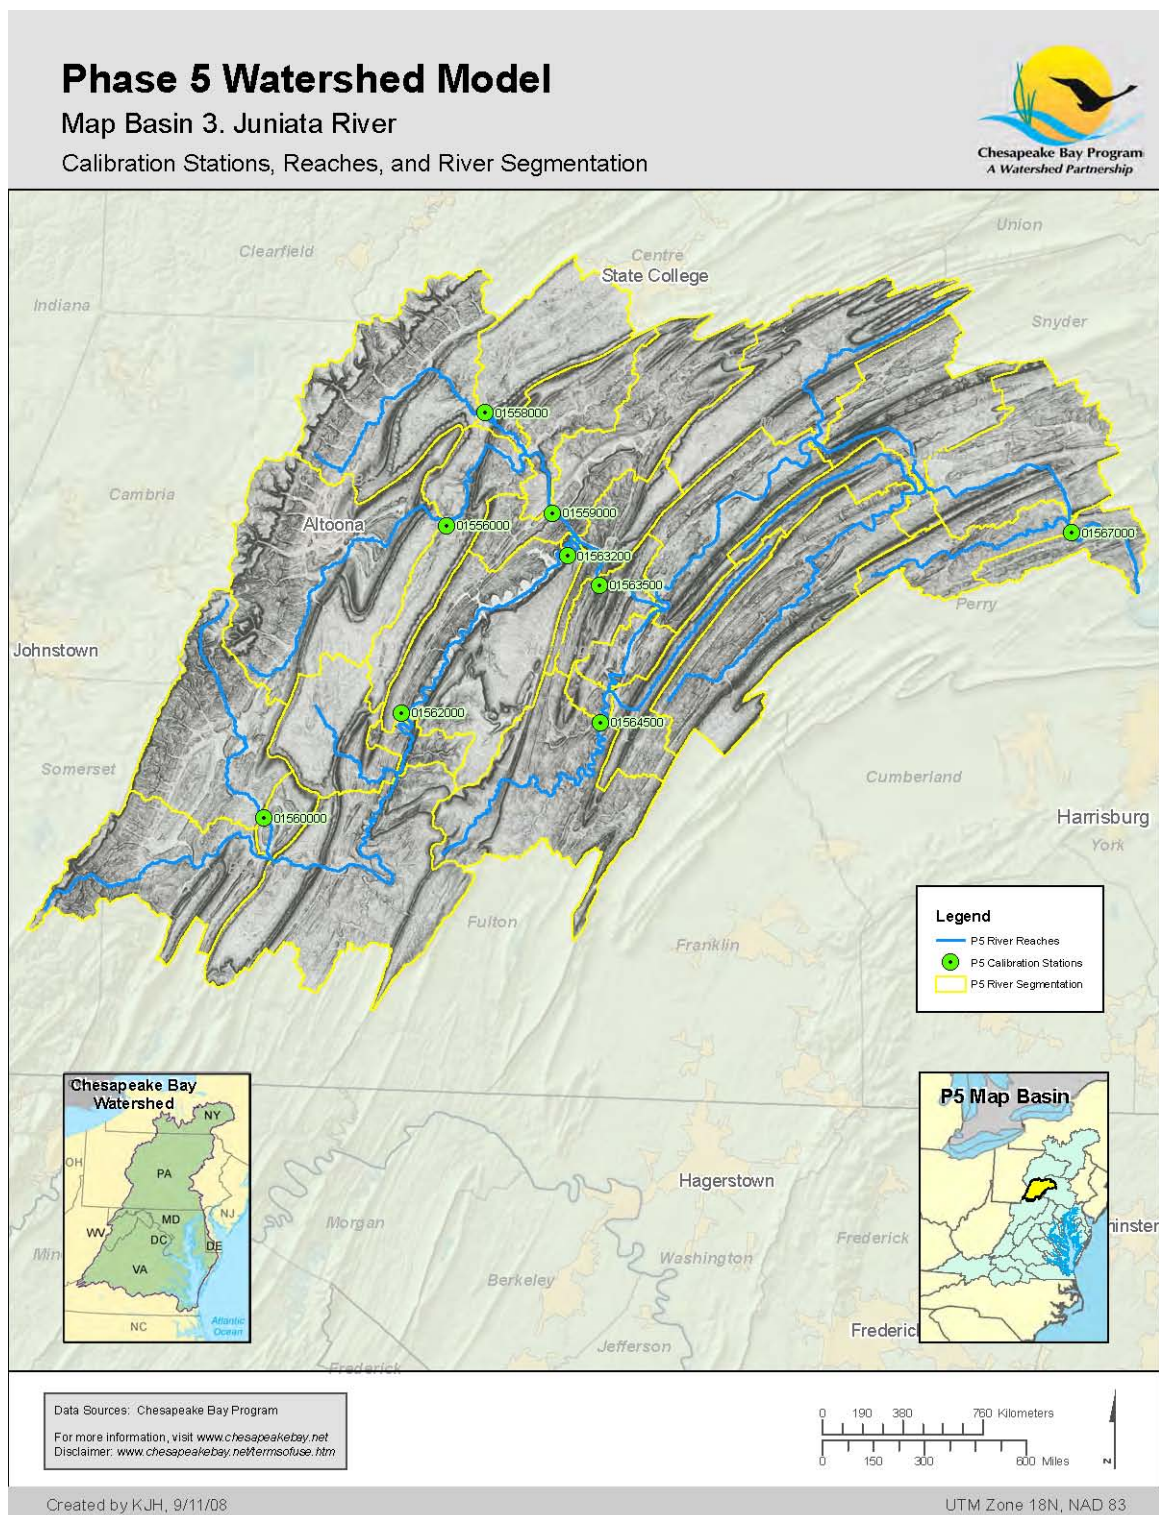 Phase 5 Watershed Model
Map Basin 3. Juniata River
Calibration Stations, Reaches, and River Segmentation
Chesapeake Bay Program
A Watershed Partnership
Union
Clearfield
Centre
State College
Indiana
Snyder
01558000
Cambria
Altoona
01559000
01556000
01567000
01563200
01563500
Perry
Johnstown
01562000
01564500
Somerset
Cumberland
01560000
Harrisburg
York
Fulton
Franklin
Legend
P5 River Reaches
P5 Calibration Stations
P5 River Segmentation
Chesapeake Bay
Watershed
NY
OH
PA
NJ
WV
MD
DC
DE
VA
NC
Atlantic
Ocean
P5 Map Basin
Hagerstown
Morgan
Washington
Frederick
Berkeley
Jefferson
Frederick
Data Sources: Chesapeake Bay Program
For more information, visit www.chesapeakebay.net
Disclaimer: www.chesapeakebay.net/termsofuse.htm
0 190 380 760 Kilometers
0 150 300 600 Miles
N
Created by KJH, 9/11/08
UTM Zone 18N, NAD 83